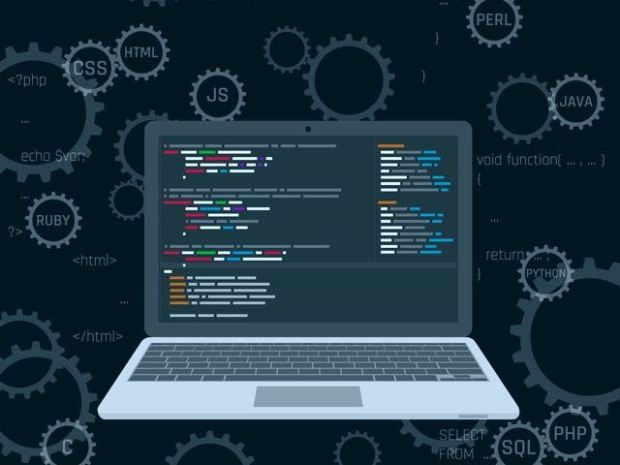 PERL
}
HTML
CSS
<?php
}
JS
JAVA
...
echo $var;
void function( ... , ... )
{
...
RUBY
...
?>
return ... ;
<html>
PYTHON
}
...
</html>
C
SELECT ...
FROM ...
SQL
PHP